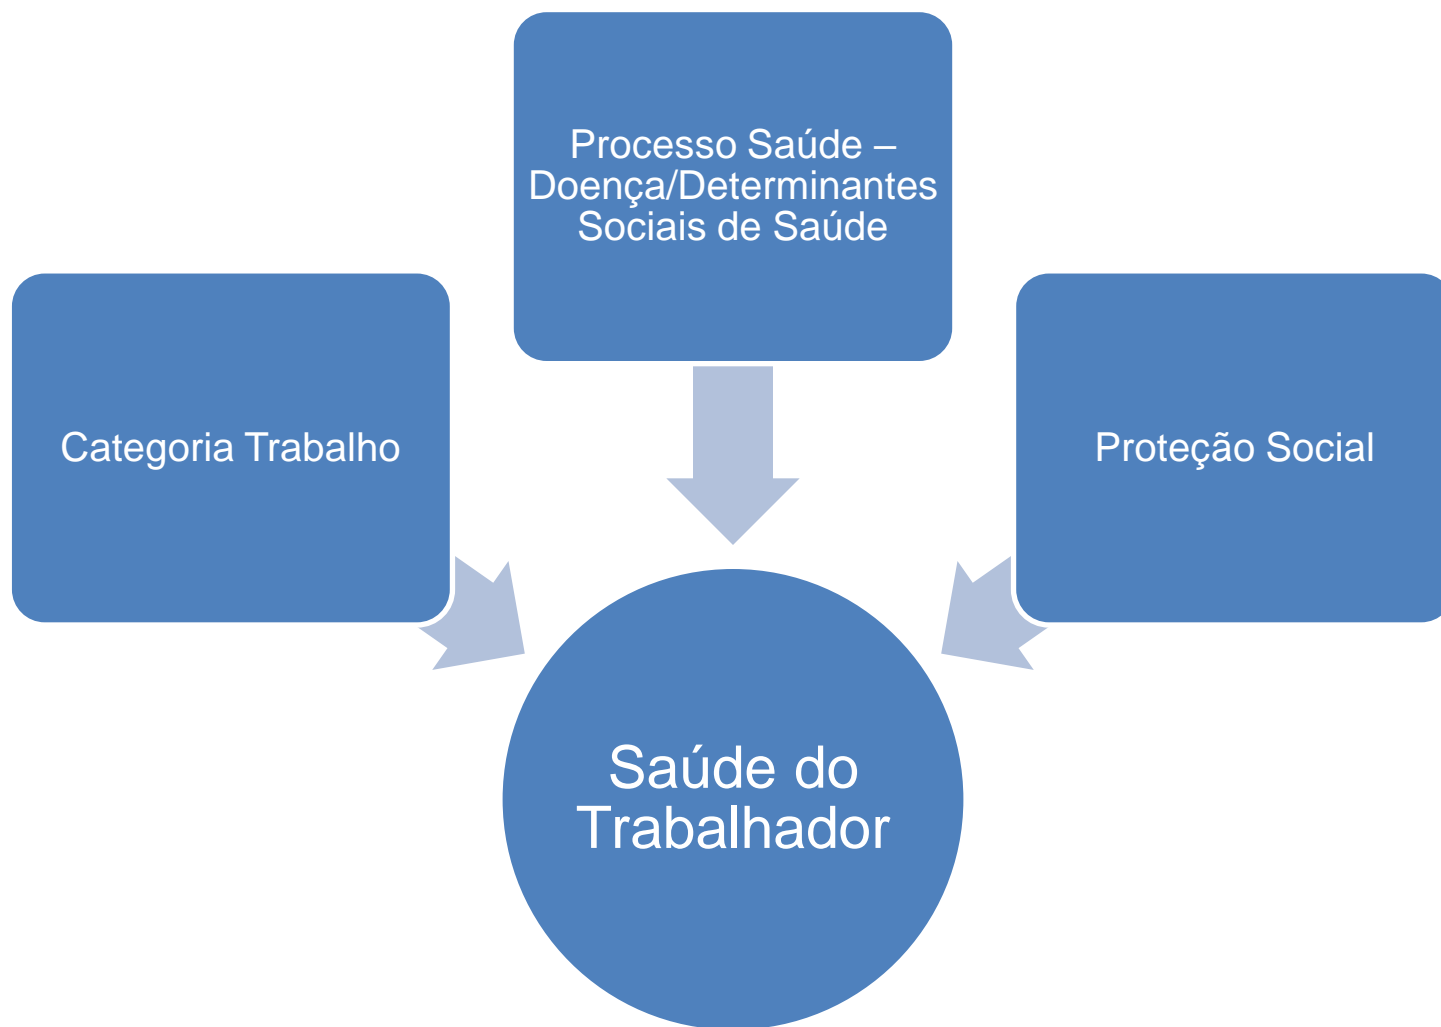 Processo Saúde –
Doença/Determinantes
Sociais de Saúde
Categoria Trabalho
Proteção Social
Saúde do
Trabalhador